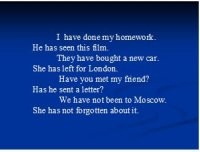 I have done my homework.
He has seen this film.
They have bought a new car.
She has left for London.
Have you met my friend?
Has he sent a letter?
We have not been to Moscow.
She has not forgotten about it.